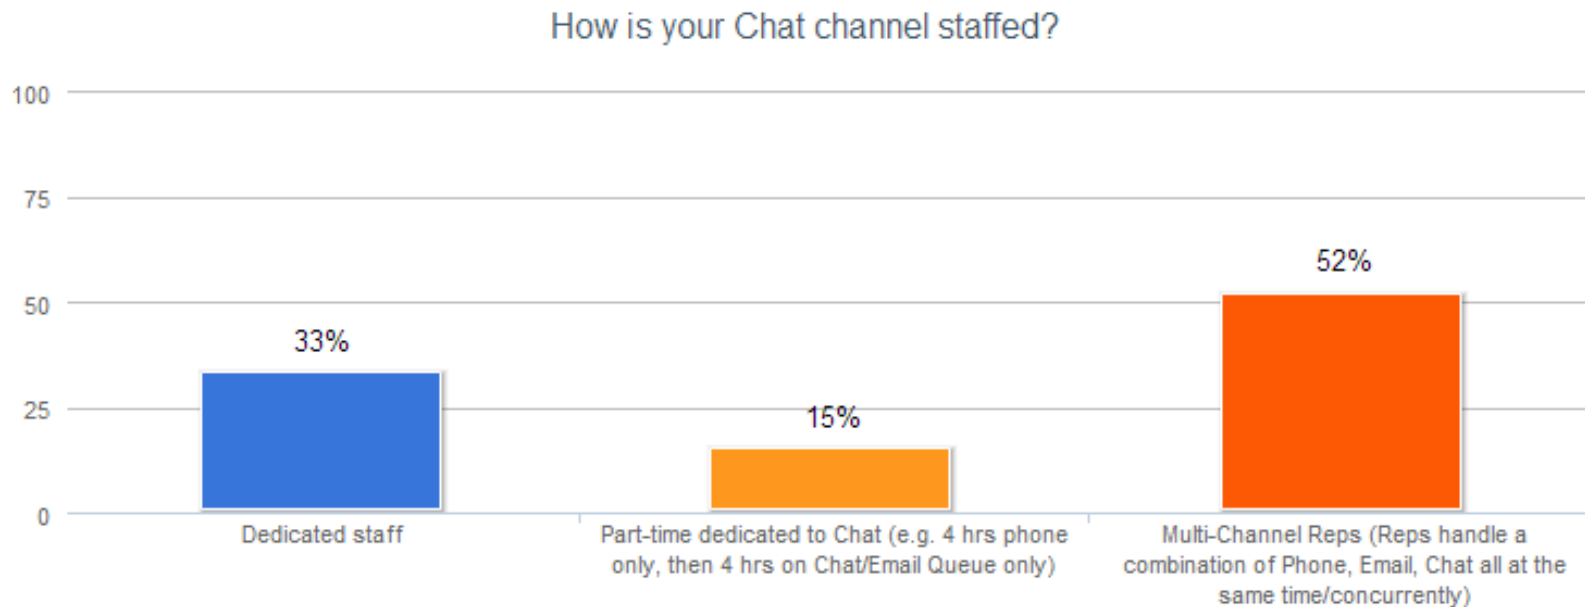 How is your Chat channel staffed?
100
75
50
25
0
33%
15%
52%
Dedicated staff
Part-time dedicated to Chat (e.g. 4 hrs phone
only, then 4 hrs on Chat/Email Queue only)
Multi-Channel Reps (Reps handle a
combination of Phone, Email, Chat all at the
same time/concurrently)